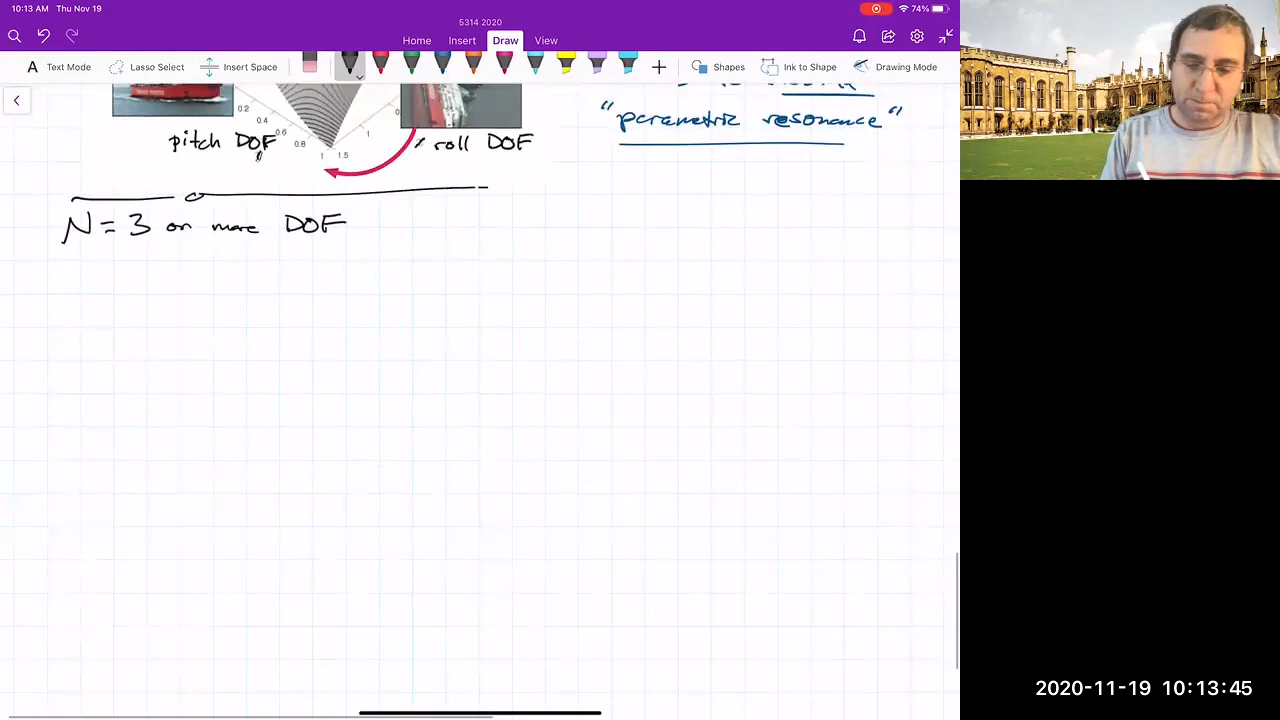 10:13 AM Thu Nov 19
74%
5314 2020
Home Insert Draw View
A Text Mode Lasso Select Insert Space + Shapes Ink to Shape Drawing Mode
"parametric resonance"
0.2
0.4
0.6
0.8
1 1.5
1
0
pitch DOF
roll DOF
N = 3 or more DOF
2020-11-19 10:13:45